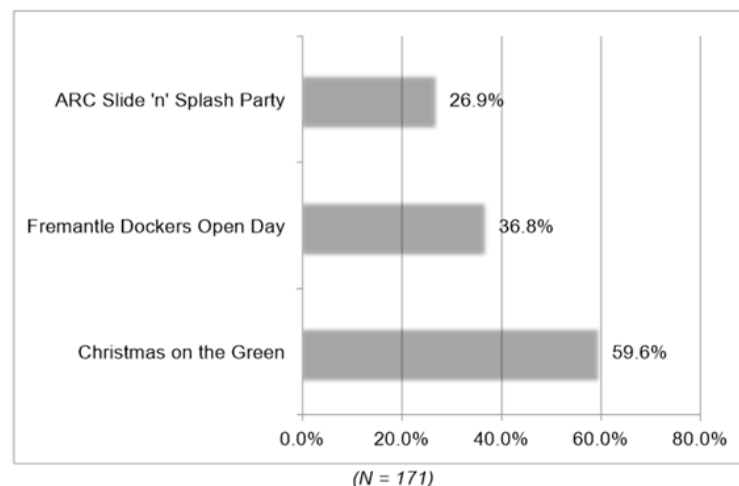 ARC Slide 'n' Splash Party 26.9%
Fremantle Dockers Open Day 36.8%
Christmas on the Green 59.6%
0.0% 20.0% 40.0% 60.0% 80.0%
(N = 171)